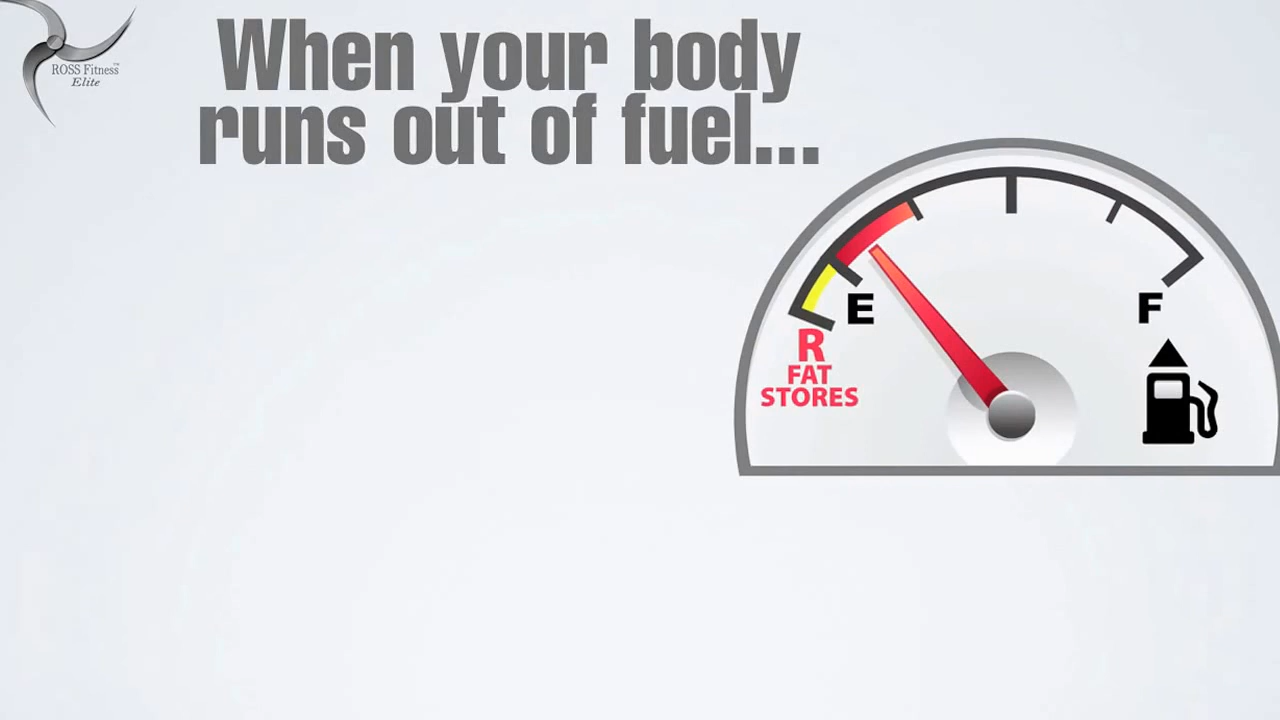 ROSS Fitness™
Elite
When your body
runs out of fuel...
E
F
R
FAT
STORES